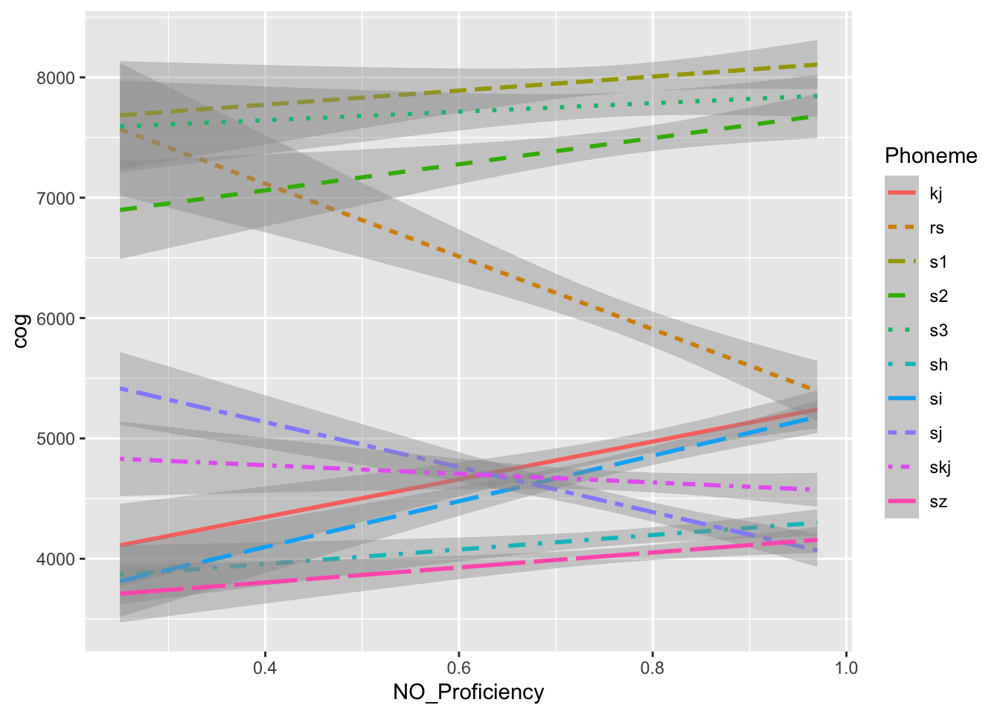 8000
7000
6000
5000
4000
cog
0.4
0.6
0.8
1.0
NO_Proficiency
Phoneme
kj
rs
s1
s2
s3
sh
si
sj
skj
sz